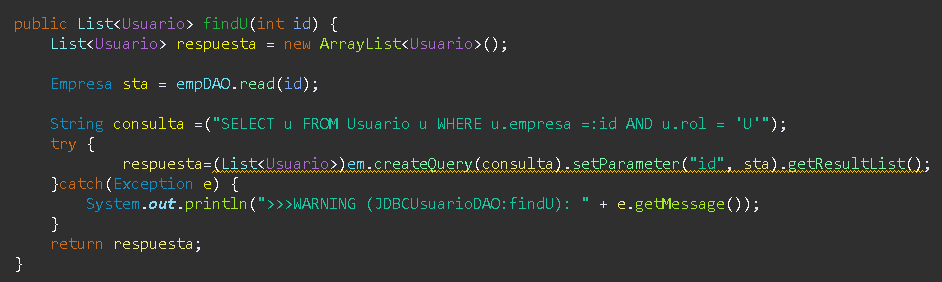 public List<Usuario> findU(int id) {
List<Usuario> respuesta = new ArrayList<Usuario>();
Empresa sta = empDAO.read(id);
String consulta =("SELECT u FROM Usuario u WHERE u.empresa =:id AND u.rol = 'U'");
try {
respuesta=(List<Usuario>)em.createQuery(consulta).setParameter("id", sta).getResultList();
}catch(Exception e) {
System.out.println(">>>WARNING (JDBCUsuarioDAO:findU): " + e.getMessage());
}
return respuesta;
}